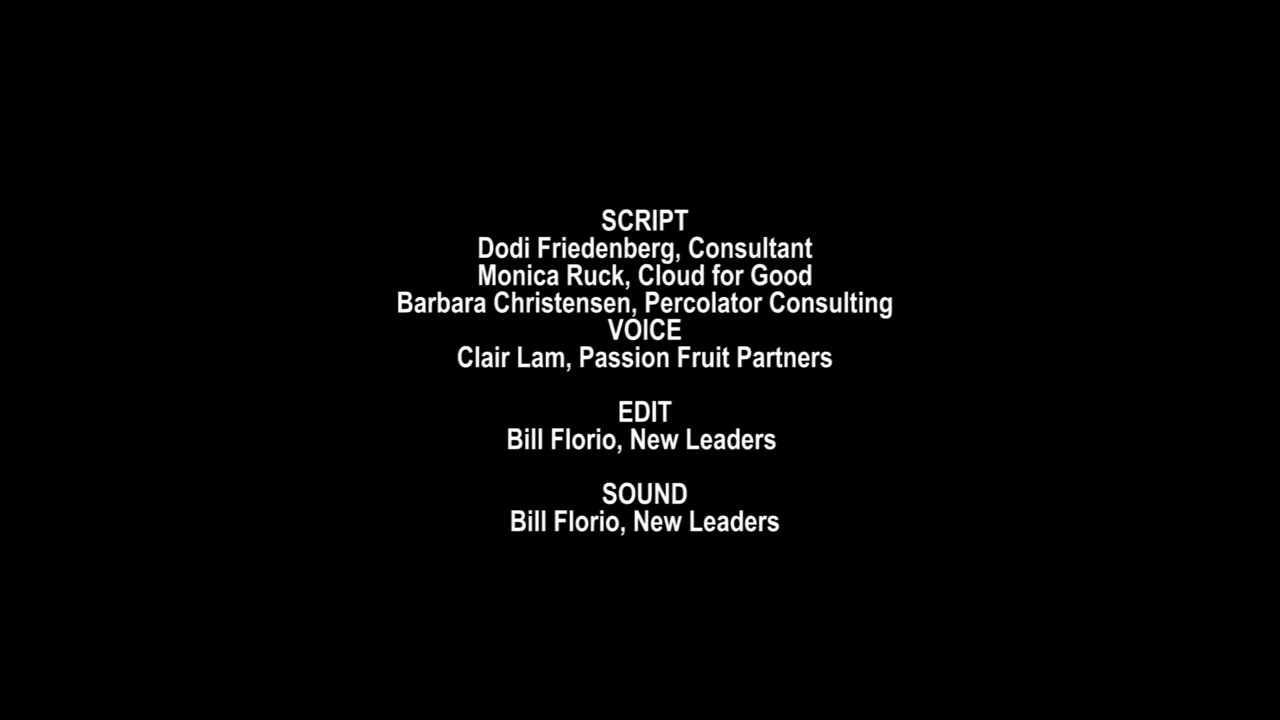 SCRIPT
Dodi Friedenberg, Consultant
Monica Ruck, Cloud for Good
Barbara Christensen, Percolator Consulting
VOICE
Clair Lam, Passion Fruit Partners
EDIT
Bill Florio, New Leaders
SOUND
Bill Florio, New Leaders